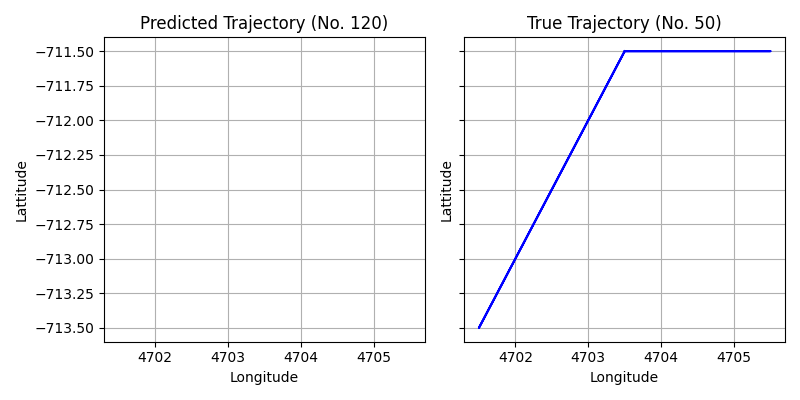 Predicted Trajectory (No. 120)
True Trajectory (No. 50)
−711.50
−711.75
−712.00
−712.25
−712.50
−712.75
−713.00
−713.25
−713.50
Lattitude
Lattitude
4702 4703 4704 4705
4702 4703 4704 4705
Longitude
Longitude